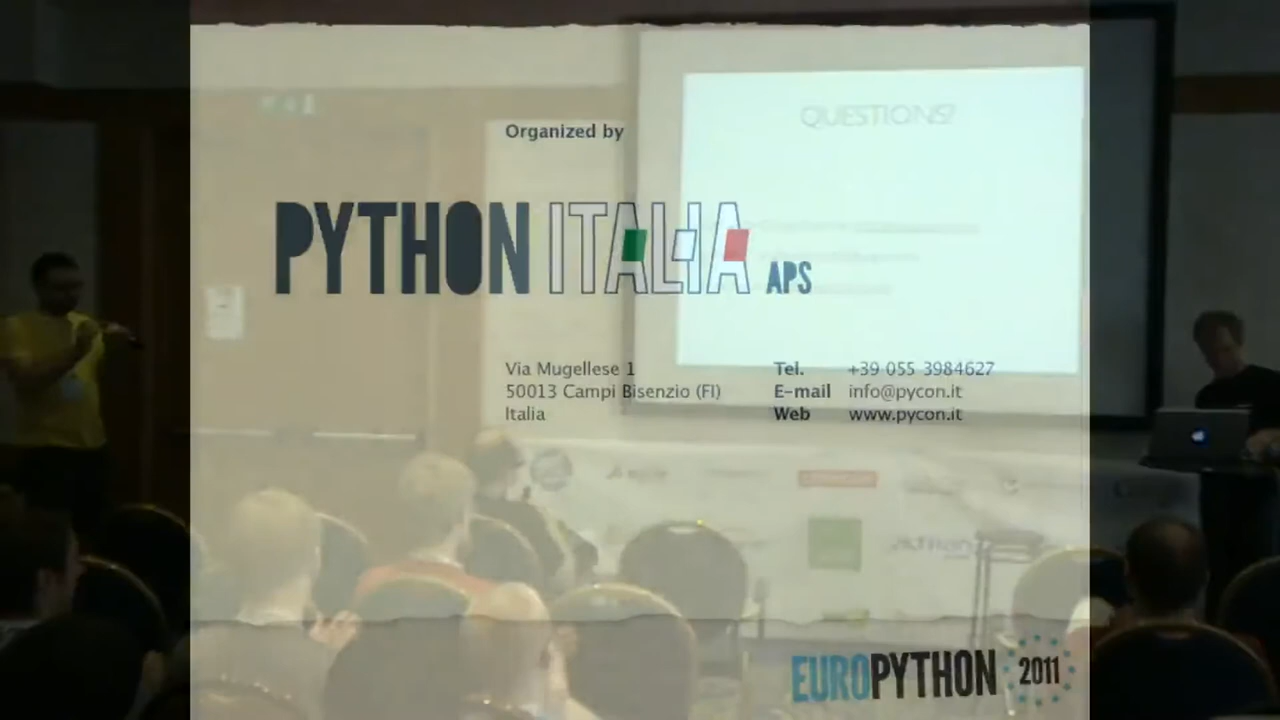 QUESTIONS?
Organized by
PYTHON ITALIA APS
Via Mugellese 1
50013 Campi Bisenzio (FI)
Italia
Tel. +39 055 3984627
E-mail info@pycon.it
Web www.pycon.it
EUROPYTHON 2011